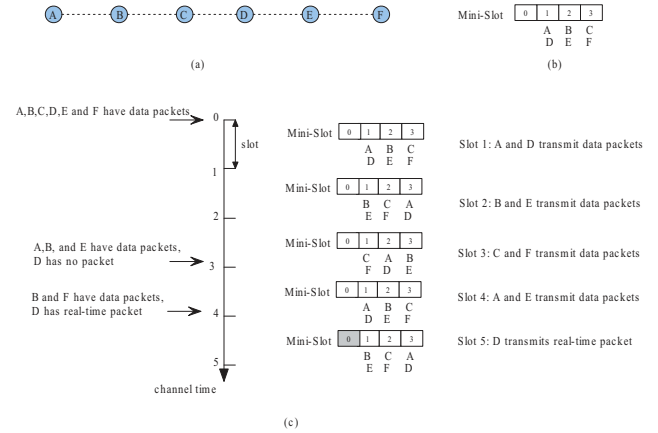 A B C D E F
(a)
Mini-Slot 0 1 2 3
A B C
D E F
(b)
A,B,C,D,E and F have data packets
0
slot
1
2
A,B, and E have data packets,
D has no packet
3
B and F have data packets,
D has real-time packet
4
5
channel time
Mini-Slot 0 1 2 3
A B C
D E F
Slot 1: A and D transmit data packets
Mini-Slot 0 1 2 3
B C A
E F D
Slot 2: B and E transmit data packets
Mini-Slot 0 1 2 3
C A B
F D E
Slot 3: C and F transmit data packets
Mini-Slot 0 1 2 3
A B C
D E F
Slot 4: A and E transmit data packets
Mini-Slot 0 1 2 3
B C A
E F D
Slot 5: D transmits real-time packet
(c)